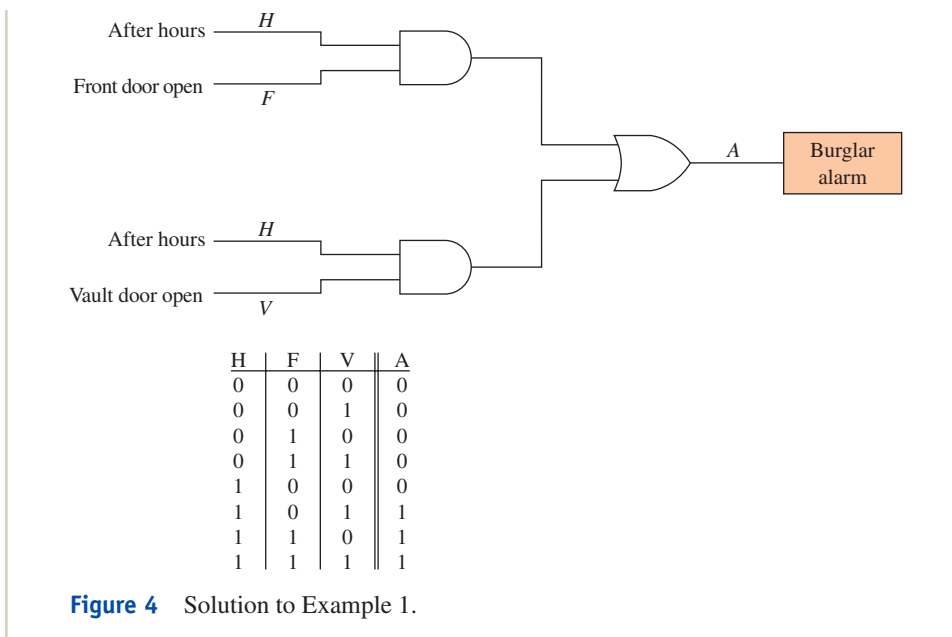 After hours H
Front door open F
A
Burglar
alarm
After hours H
Vault door open V
H F V A
0 0 0 0
0 0 1 0
0 1 0 0
0 1 1 0
1 0 0 0
1 0 1 1
1 1 0 1
1 1 1 1
Figure 4 Solution to Example 1.